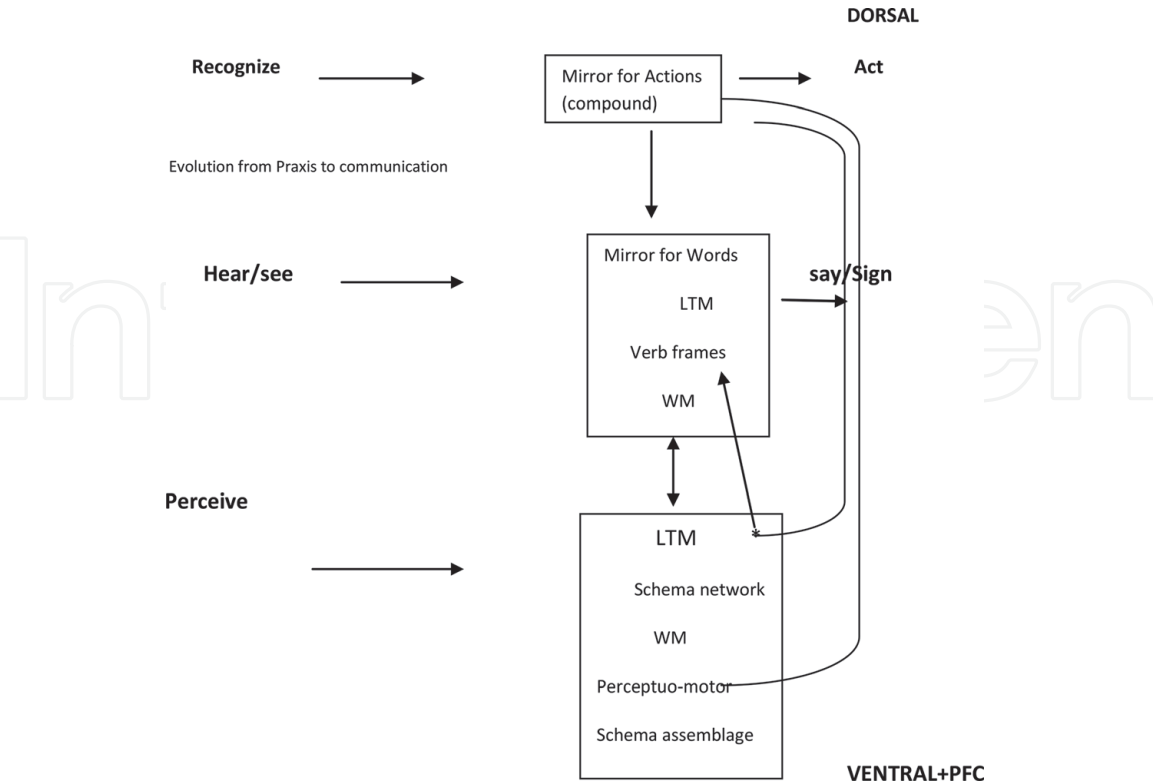 DORSAL
Recognize
Mirror for Actions
(compound)
Act
Evolution from Praxis to communication
Hear/see
Mirror for Words
say/Sign
LTM
Verb frames
WM
Perceive
LTM
*
Schema network
WM
Perceptuo-motor
Schema assemblage
VENTRAL+PFC